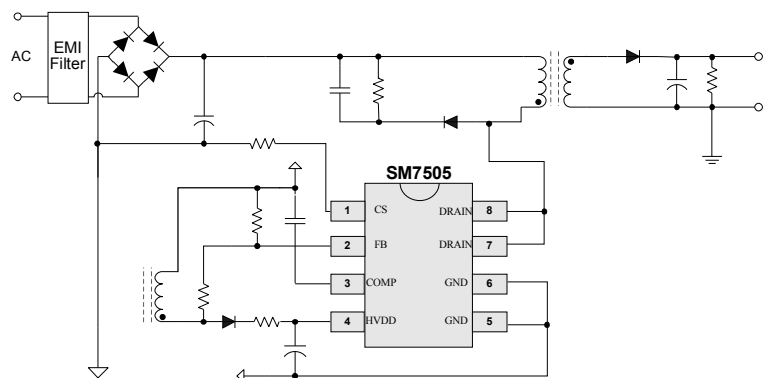 AC
EMI
Filter
SM7505
1 CS DRAIN 8
2 FB DRAIN 7
3 COMP GND 6
4 HVDD GND 5